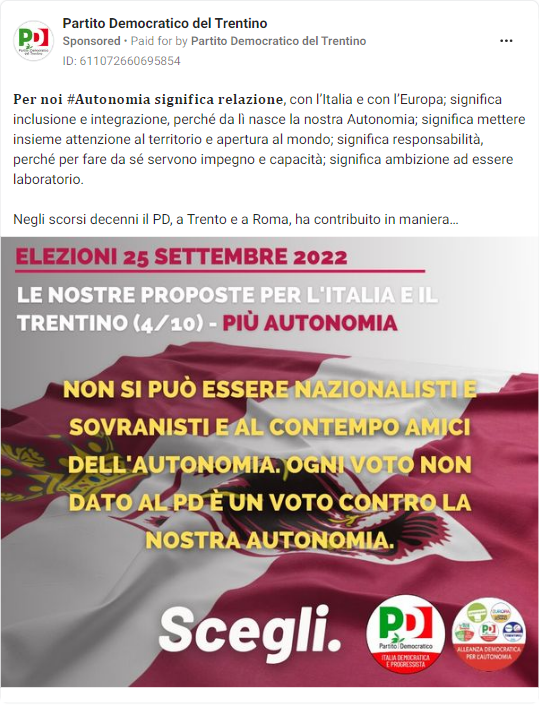 Partito Democratico del Trentino
Sponsored • Paid for by Partito Democratico del Trentino
ID: 611072660695854
Per noi #Autonomia significa relazione, con l’Italia e con l’Europa; significa
inclusione e integrazione, perché da lì nasce la nostra Autonomia; significa mettere
insieme attenzione al territorio e apertura al mondo; significa responsabilità,
perché per fare da sé servono impegno e capacità; significa ambizione ad essere
laboratorio.
Negli scorsi decenni il PD, a Trento e a Roma, ha contribuito in maniera...
ELEZIONI 25 SETTEMBRE 2022
LE NOSTRE PROPOSTE PER L'ITALIA E IL
TRENTINO (4/10) - PIÙ AUTONOMIA
NON SI PUÒ ESSERE NAZIONALISTI E
SOVRANISTI E AL CONTEMPO AMICI
DELL'AUTONOMIA. OGNI VOTO NON
DATO AL PD È UN VOTO CONTRO LA
NOSTRA AUTONOMIA.
Scegli.
PD
Partito Democratico
ITALIA DEMOCRATICA
E PROGRESSISTA
ALLEANZA DEMOCRATICA
PER L'AUTONOMIA